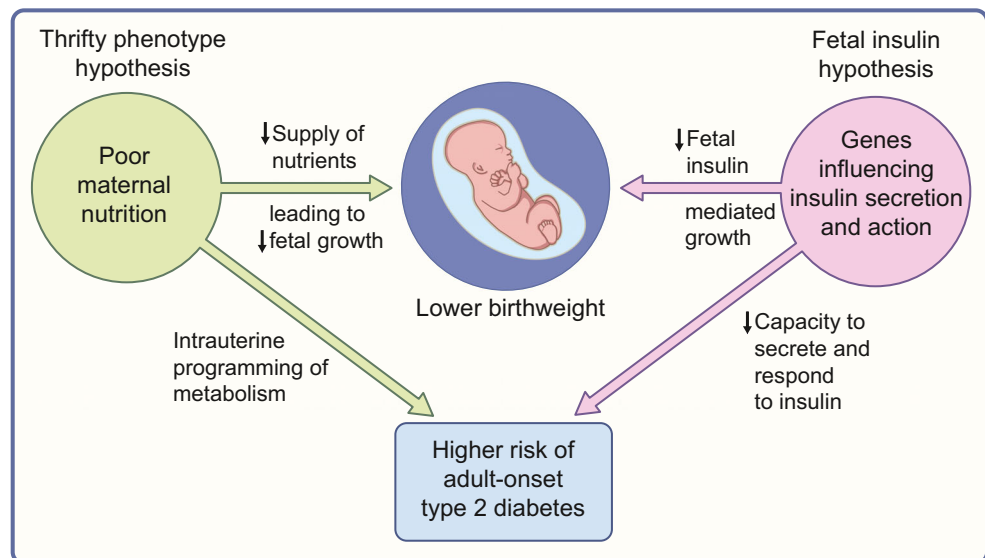 Thrifty phenotype
hypothesis
Poor
maternal
nutrition
↓Supply of
nutrients
leading to
↓fetal growth
Intrauterine
programming of
metabolism
Lower birthweight
Fetal insulin
hypothesis
Genes
influencing
insulin secretion
and action
↓Fetal
insulin
mediated
growth
↓Capacity to
secrete and
respond
to insulin
Higher risk of
adult-onset
type 2 diabetes